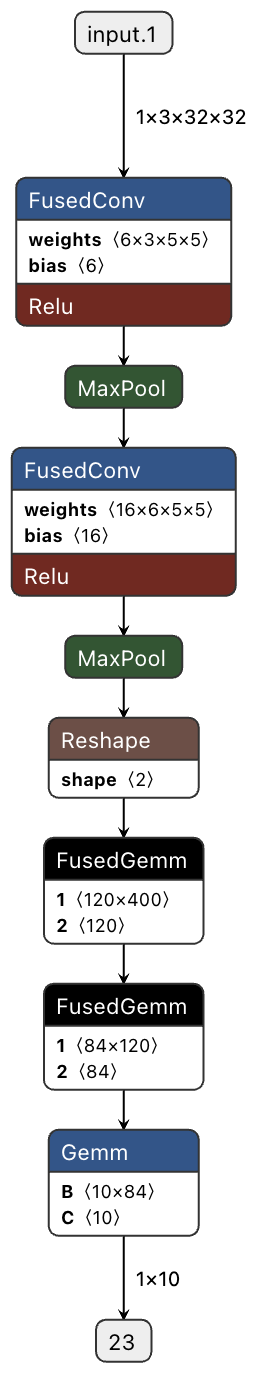 input.1
1×3×32×32
FusedConv
weights 〈6×3×5×5〉
bias 〈6〉
Relu
MaxPool
FusedConv
weights 〈16×6×5×5〉
bias 〈16〉
Relu
MaxPool
Reshape
shape 〈2〉
FusedGemm
1 〈120×400〉
2 〈120〉
FusedGemm
1 〈84×120〉
2 〈84〉
Gemm
B 〈10×84〉
C 〈10〉
1×10
23